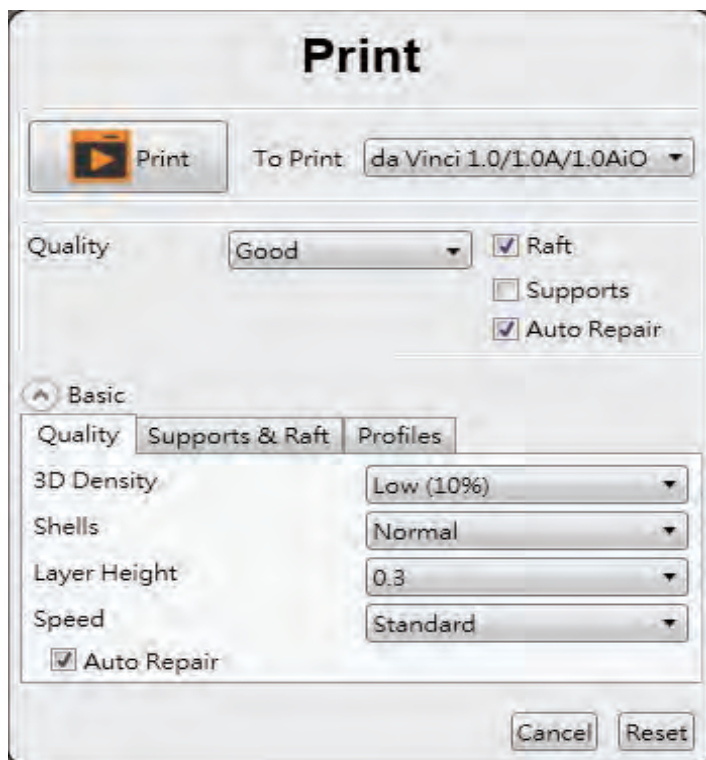 Print
Print To Print da Vinci 1.0/1.0A/1.0AiO
Quality Good Raft
Supports
Auto Repair
Basic
Quality Supports & Raft Profiles
3D Density Low (10%)
Shells Normal
Layer Height 0.3
Speed Standard
Auto Repair
Cancel Reset